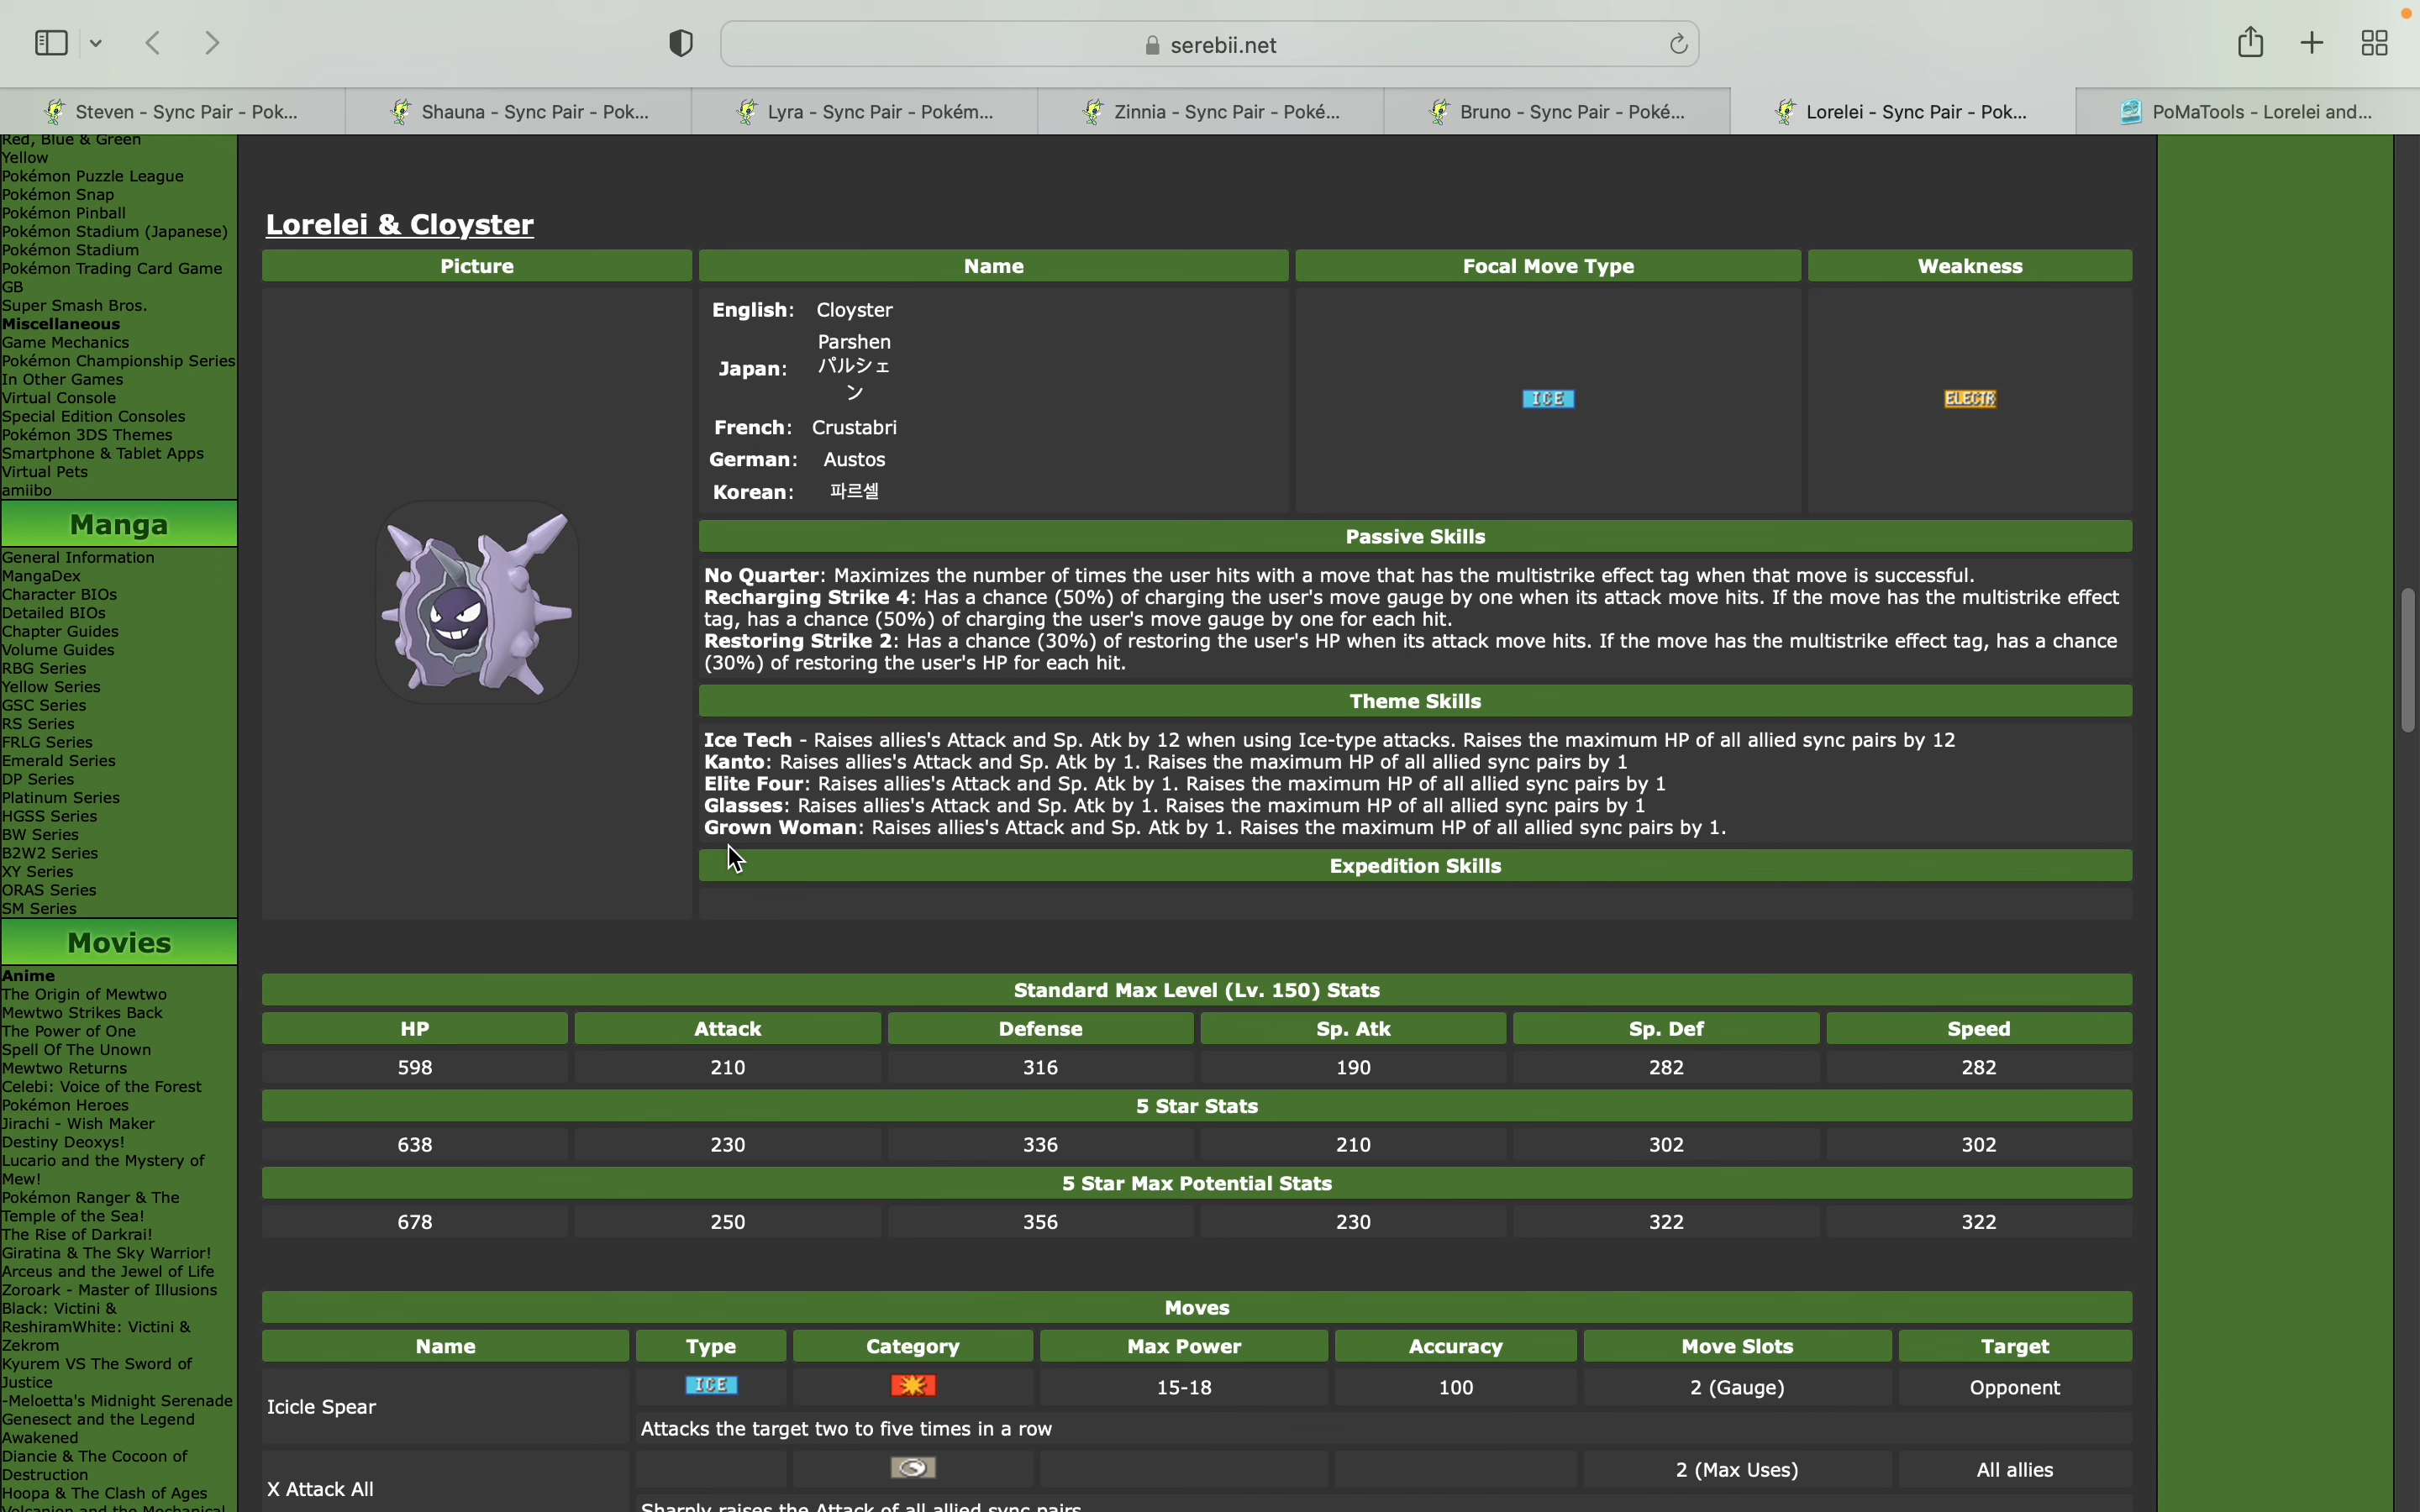 serebii.net
Steven - Sync Pair - Pok...
Shauna - Sync Pair - Pok...
Lyra - Sync Pair - Pokém...
Zinnia - Sync Pair - Poké...
Bruno - Sync Pair - Poké...
Lorelei - Sync Pair - Pok...
PoMaTools - Lorelei and...
Red, Blue & Green
Yellow
Pokémon Puzzle League
Pokémon Snap
Pokémon Pinball
Pokémon Stadium (Japanese)
Pokémon Stadium
Pokémon Trading Card Game
GB
Super Smash Bros.
Miscellaneous
Game Mechanics
Pokémon Championship Series
In Other Games
Virtual Console
Special Edition Consoles
Pokémon 3DS Themes
Smartphone & Tablet Apps
Virtual Pets
amiibo
Manga
General Information
MangaDex
Character BIOs
Detailed BIOs
Chapter Guides
Volume Guides
RBG Series
Yellow Series
GSC Series
RS Series
FRLG Series
Emerald Series
DP Series
Platinum Series
HGSS Series
BW Series
B2W2 Series
XY Series
ORAS Series
SM Series
Movies
Anime
The Origin of Mewtwo
Mewtwo Strikes Back
The Power of One
Spell Of The Unown
Mewtwo Returns
Celebi: Voice of the Forest
Pokémon Heroes
Jirachi - Wish Maker
Destiny Deoxys!
Lucario and the Mystery of
Mew!
Pokémon Ranger & The
Temple of the Sea!
The Rise of Darkrai!
Giratina & The Sky Warrior!
Arceus and the Jewel of Life
Zoroark - Master of Illusions
Black: Victini &
ReshiramWhite: Victini &
Zekrom
Kyurem VS The Sword of
Justice
-Meloetta's Midnight Serenade
Genesect and the Legend
Awakened
Diancie & The Cocoon of
Destruction
Hoopa & The Clash of Ages
Volcanion and the Mechanical
Lorelei & Cloyster
Picture
Name
Focal Move Type
Weakness
English: Cloyster
Japan: Parshen
パルシェ
ン
French: Crustabri
German: Austos
Korean: 파르셀
ICE
ELECTR
Passive Skills
No Quarter: Maximizes the number of times the user hits with a move that has the multistrike effect tag when that move is successful.
Recharging Strike 4: Has a chance (50%) of charging the user's move gauge by one when its attack move hits. If the move has the multistrike effect
tag, has a chance (50%) of charging the user's move gauge by one for each hit.
Restoring Strike 2: Has a chance (30%) of restoring the user's HP when its attack move hits. If the move has the multistrike effect tag, has a chance
(30%) of restoring the user's HP for each hit.
Theme Skills
Ice Tech - Raises allies's Attack and Sp. Atk by 12 when using Ice-type attacks. Raises the maximum HP of all allied sync pairs by 12
Kanto: Raises allies's Attack and Sp. Atk by 1. Raises the maximum HP of all allied sync pairs by 1
Elite Four: Raises allies's Attack and Sp. Atk by 1. Raises the maximum HP of all allied sync pairs by 1
Glasses: Raises allies's Attack and Sp. Atk by 1. Raises the maximum HP of all allied sync pairs by 1
Grown Woman: Raises allies's Attack and Sp. Atk by 1. Raises the maximum HP of all allied sync pairs by 1.
Expedition Skills
Standard Max Level (Lv. 150) Stats
HP Attack Defense Sp. Atk Sp. Def Speed
598 210 316 190 282 282
5 Star Stats
638 230 336 210 302 302
5 Star Max Potential Stats
678 250 356 230 322 322
Moves
Name Type Category Max Power Accuracy Move Slots Target
Icicle Spear ICE 15-18 100 2 (Gauge) Opponent
Attacks the target two to five times in a row
X Attack All 2 (Max Uses) All allies
Sharply raises the Attack of all allied sync pairs